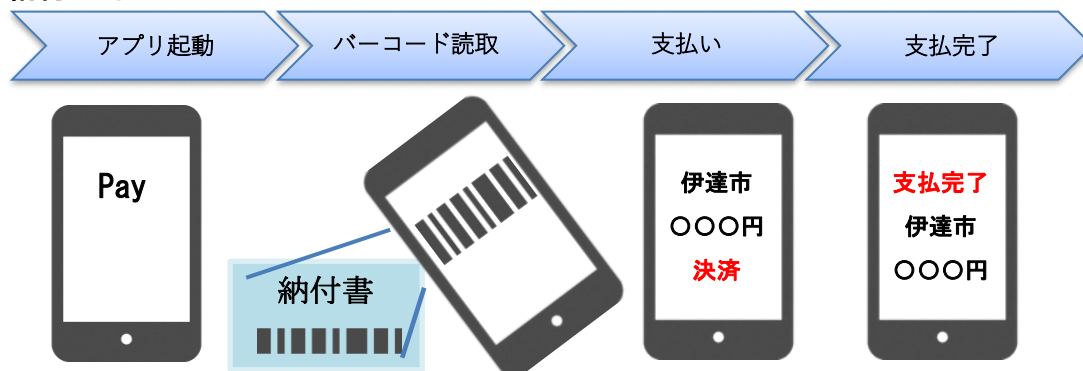 アプリ起動
バーコード読取
支払い
支払完了
Pay
納付書
伊達市
〇〇〇円
決済
支払完了
伊達市
〇〇〇円